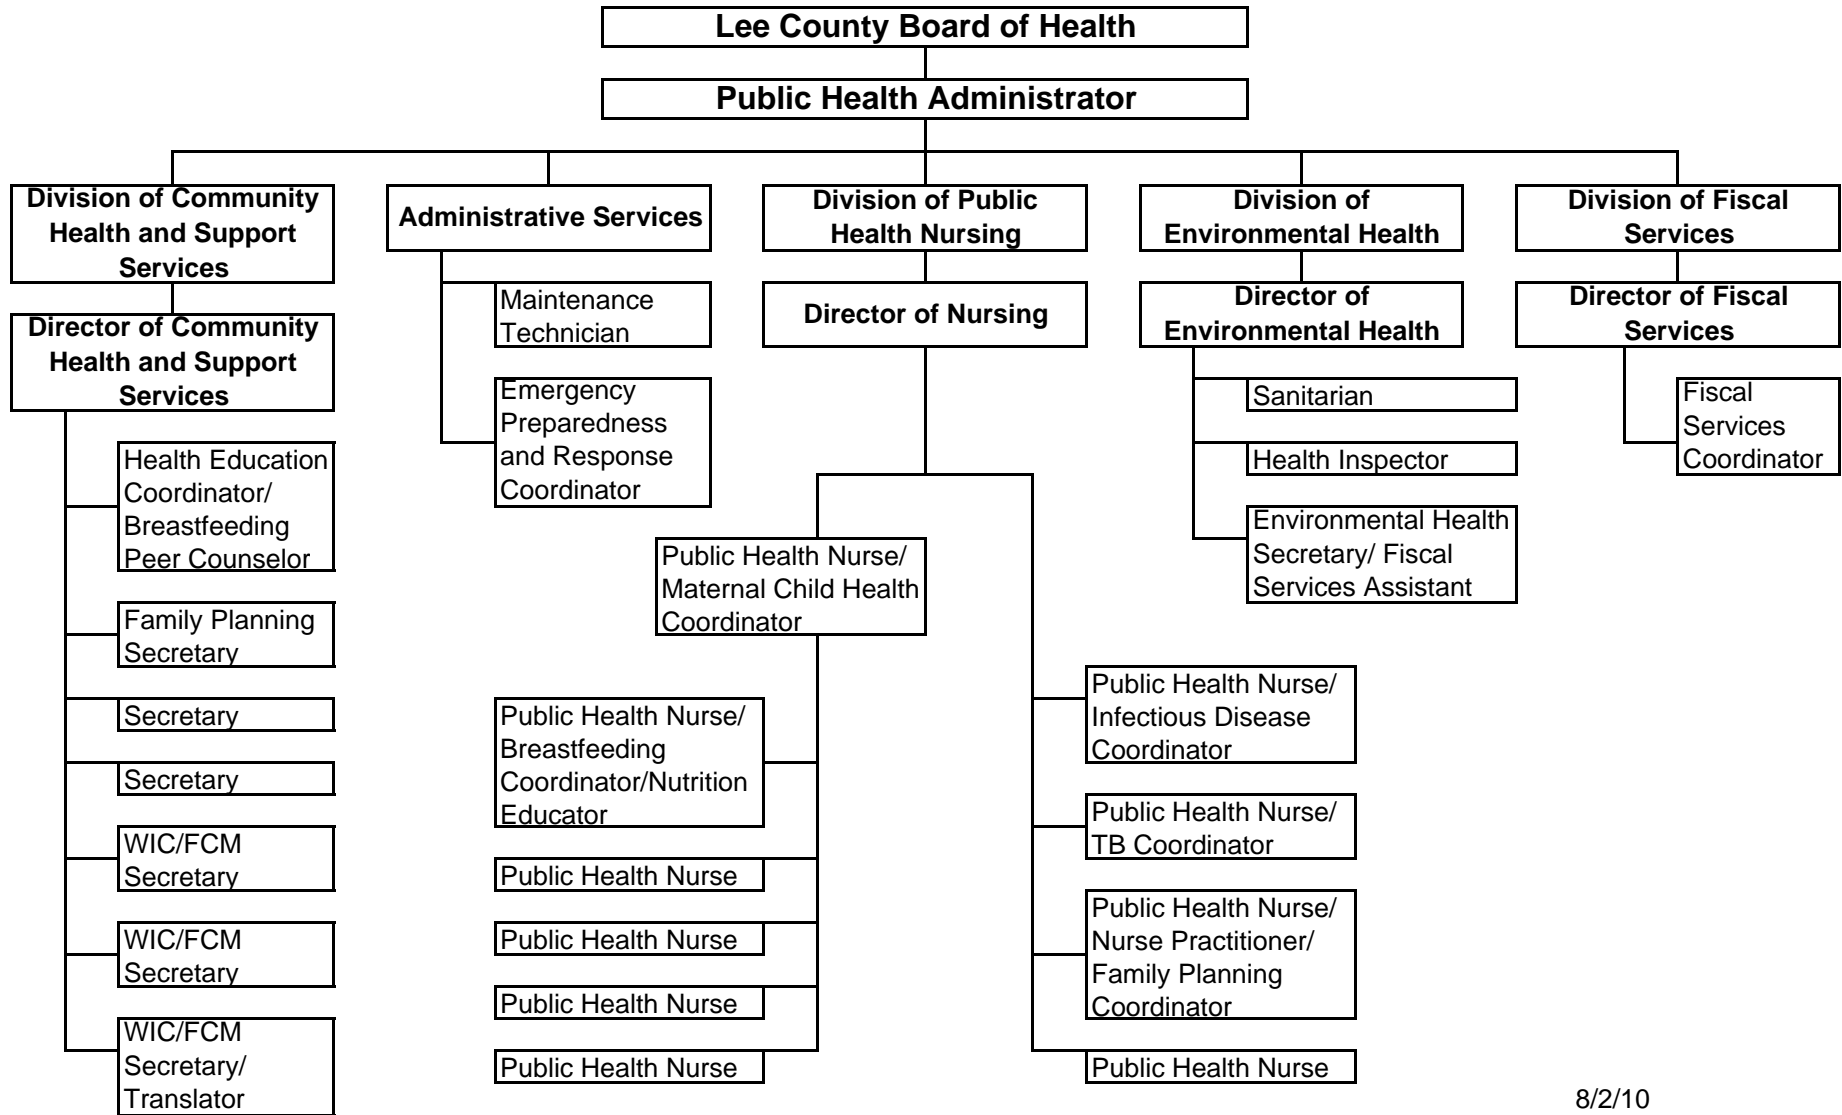 Lee County Board of Health
Public Health Administrator
Division of Community
Health and Support
Services
Director of Community
Health and Support
Services
Health Education
Coordinator/
Breastfeeding
Peer Counselor
Family Planning
Secretary
Secretary
Secretary
WIC/FCM
Secretary
WIC/FCM
Secretary
WIC/FCM
Secretary/
Translator
Administrative Services
Maintenance
Technician
Emergency
Preparedness
and Response
Coordinator
Division of Public
Health Nursing
Director of Nursing
Public Health Nurse/
Maternal Child Health
Coordinator
Public Health Nurse/
Breastfeeding
Coordinator/Nutrition
Educator
Public Health Nurse
Public Health Nurse
Public Health Nurse
Public Health Nurse
Public Health Nurse/
Infectious Disease
Coordinator
Public Health Nurse/
TB Coordinator
Public Health Nurse/
Nurse Practitioner/
Family Planning
Coordinator
Public Health Nurse
Division of
Environmental Health
Director of
Environmental Health
Sanitarian
Health Inspector
Environmental Health
Secretary/ Fiscal
Services Assistant
Division of Fiscal
Services
Director of Fiscal
Services
Fiscal
Services
Coordinator
8/2/10